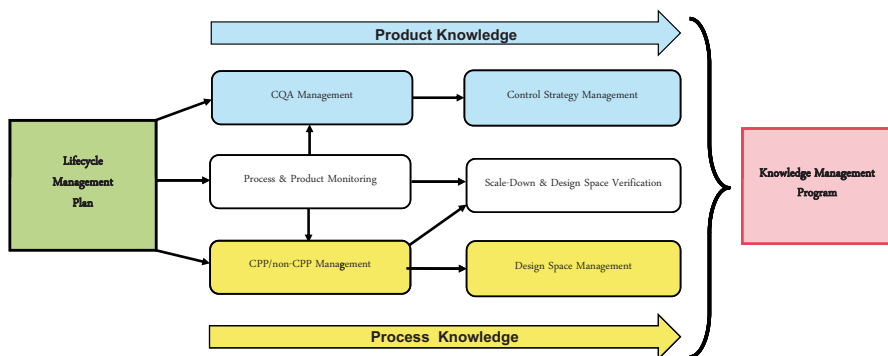 Product Knowledge
CQA Management
Control Strategy Management
Lifecycle
Management
Plan
Process & Product Monitoring
Scale-Down & Design Space Verification
Knowledge Management
Program
CPP/non-CPP Management
Design Space Management
Process Knowledge